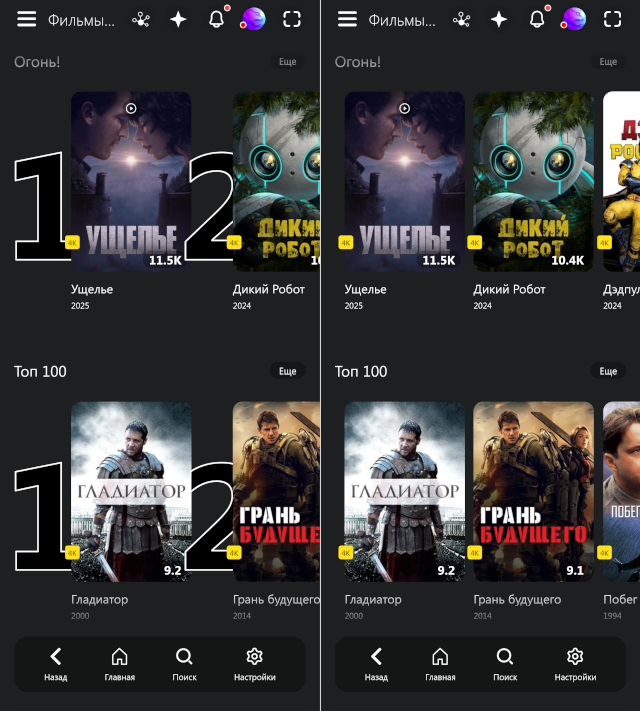 Фильмы...
Огонь!
Еще
1
2
4K
УЩЕЛЬЕ
11.5K
4K
ДИКИЙ
РОБОТ
Ущелье
2025
Дикий Робот
2024
Топ 100
Еще
1
2
4K
ГЛАДИАТОР
9.2
4K
ГРАНЬ
БУДУЩЕ
Гладиатор
2000
Грань будущего
2014
Назад
Главная
Поиск
Настройки
Фильмы...
Огонь!
Еще
4K
УЩЕЛЬЕ
11.5K
4K
ДИКИЙ
РОБОТ
10.4K
4K
Ущелье
2025
Дикий Робот
2024
Дэдпу
2024
Топ 100
Еще
4K
ГЛАДИАТОР
9.2
4K
ГРАНЬ
БУДУЩЕГО
9.1
4K
ПОБЕГ
Гладиатор
2000
Грань будущего
2014
Побег
1994
Назад
Главная
Поиск
Настройки